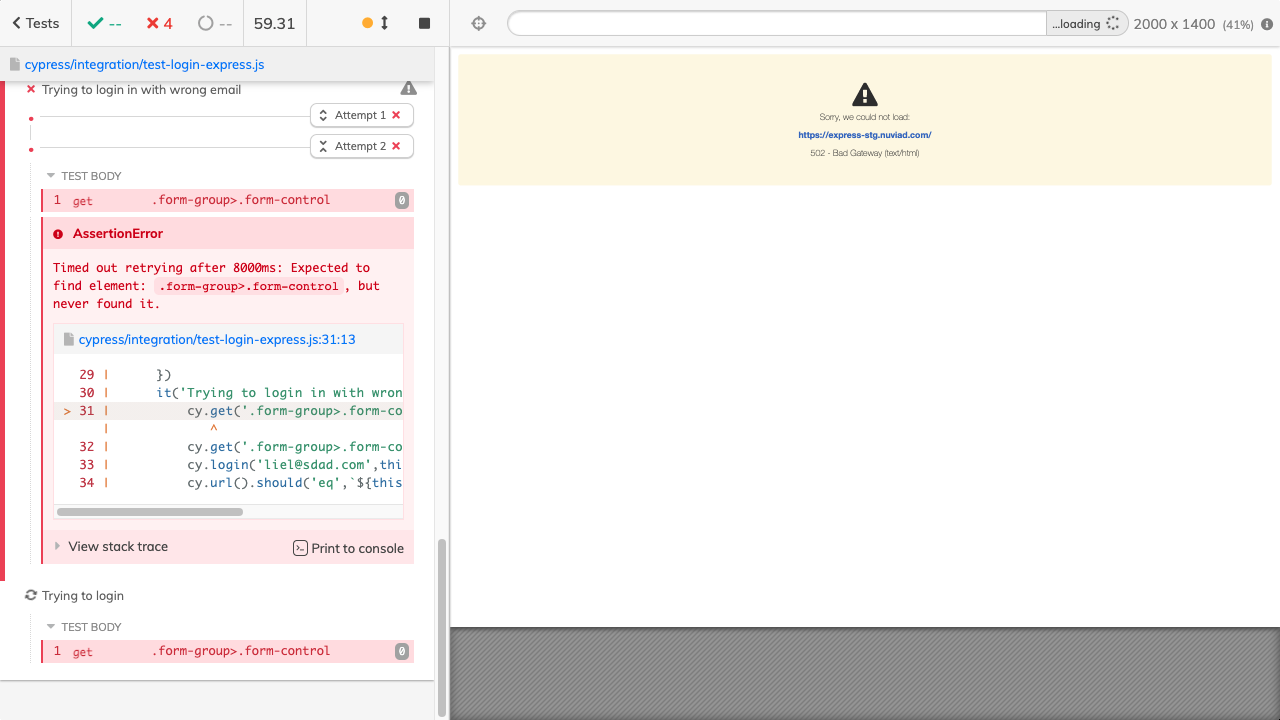 Tests
--
4
--
59.31
...loading
2000 x 1400 (41%)
cypress/integration/test-login-express.js
Trying to login in with wrong email
Attempt 1
Attempt 2
TEST BODY
1 get .form-group>.form-control 0
AssertionError
Timed out retrying after 8000ms: Expected to
find element: .form-group>.form-control, but
never found it.
cypress/integration/test-login-express.js:31:13
29 | })
30 | it('Trying to login in with wron
> 31 | cy.get('.form-group>.form-co
| ^
32 | cy.get('.form-group>.form-co
33 | cy.login('liel@sdad.com',thi
34 | cy.url().should('eq',`${this
View stack trace
Print to console
Trying to login
TEST BODY
1 get .form-group>.form-control 0
Sorry, we could not load:
https://express-stg.nuviad.com/
502 - Bad Gateway (text/html)